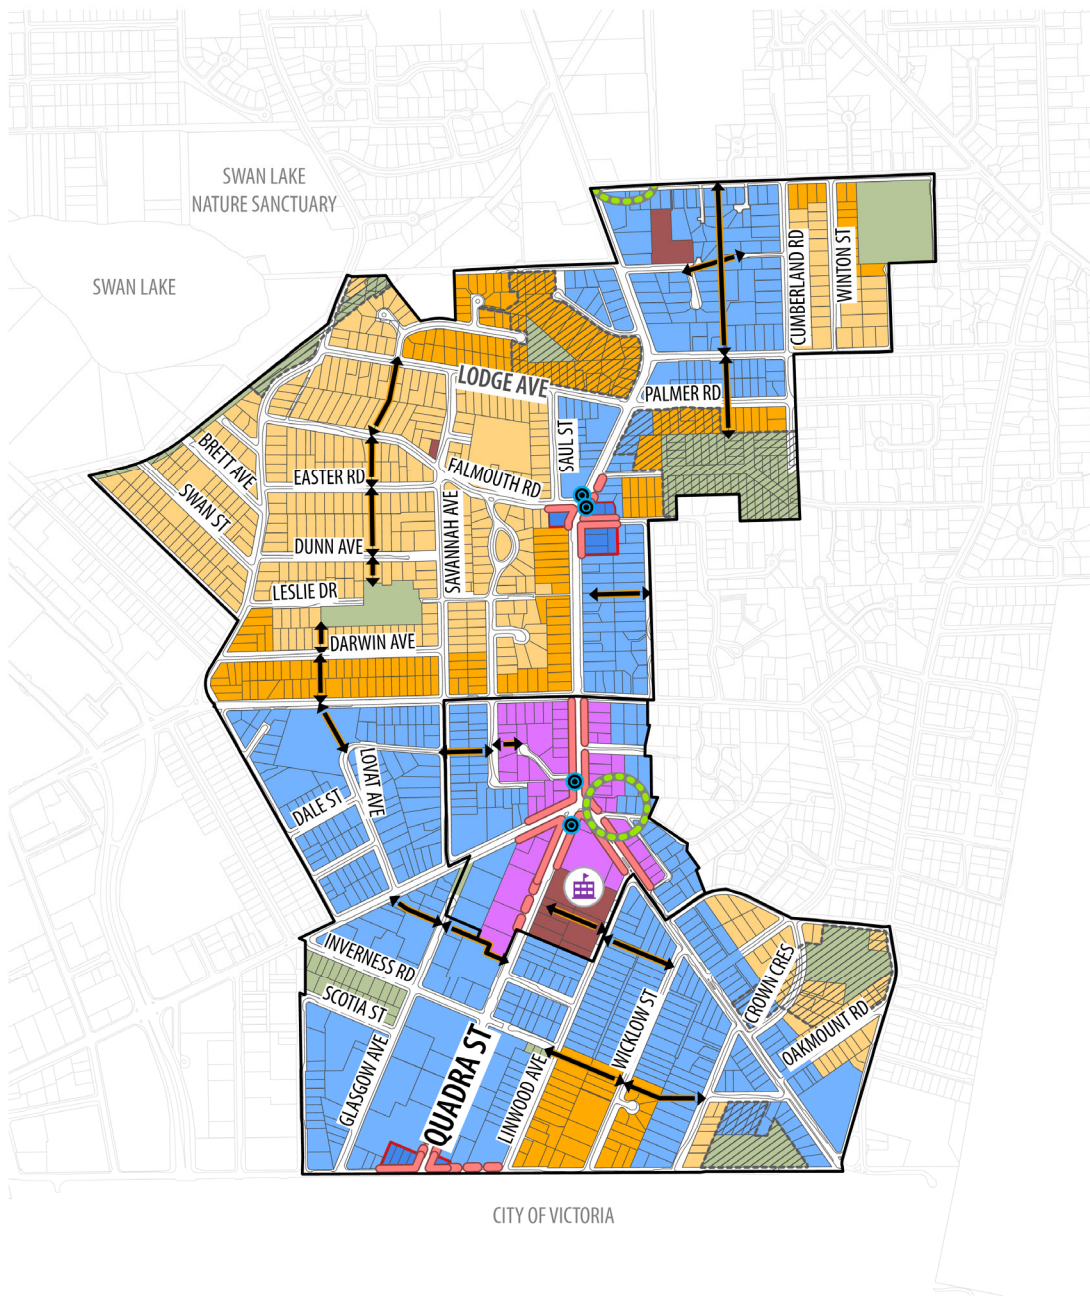 SWAN LAKE
NATURE SANCTUARY
SWAN LAKE
CUMBERLAND RD
WINTON ST
LODGE AVE
PALMER RD
SAUL ST
BRETT AVE
SWAN ST
EASTER RD
FALMOUTH RD
SAVANNAH AVE
DUNN AVE
LESLIE DR
DARWIN AVE
LOVAT AVE
DALE ST
INVERNESS RD
SCOTIA ST
GLASGOW AVE
QUADRA ST
LINWOOD AVE
WICKLOW ST
CROWN CRES
OAKMOUNT RD
CITY OF VICTORIA